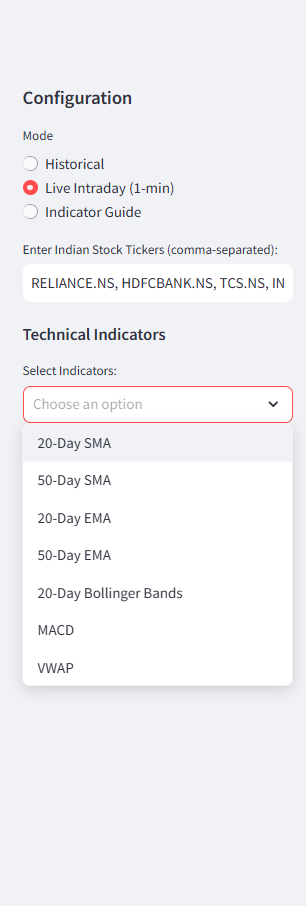 Configuration
Mode
Historical
Live Intraday (1-min)
Indicator Guide
Enter Indian Stock Tickers (comma-separated):
RELIANCE.NS, HDFCBANK.NS, TCS.NS, IN
Technical Indicators
Select Indicators:
Choose an option
20-Day SMA
50-Day SMA
20-Day EMA
50-Day EMA
20-Day Bollinger Bands
MACD
VWAP